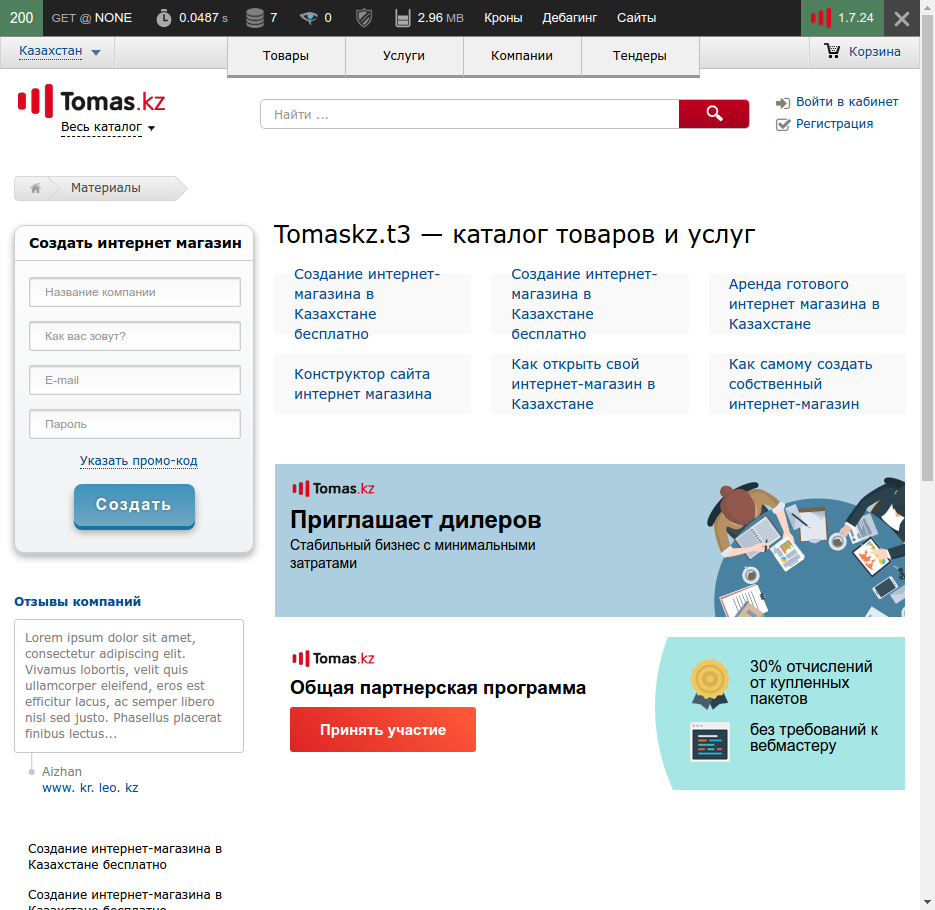 200 GET @ NONE 0.0487 s 7 0 2.96 MB Кроны Дебагинг Сайты 1.7.24
Казахстан Товары Услуги Компании Тендеры Корзина
Tomas.kz
Весь каталог
Найти ...
Войти в кабинет
Регистрация
Материалы
Создать интернет магазин
Название компании
Как вас зовут?
E-mail
Пароль
Указать промо-код
Создать
Отзывы компаний
Lorem ipsum dolor sit amet,
consectetur adipiscing elit.
Vivamus lobortis, velit quis
ullamcorper eleifend, eros est
efficitur lacus, ac semper libero
nisl sed justo. Phasellus placerat
finibus lectus...
Aizhan
www. kr. leo. kz
Создание интернет-магазина в
Казахстане бесплатно
Создание интернет-магазина в
Казахстане бесплатно
Tomaskz.t3 — каталог товаров и услуг
Создание интернет-
магазина в
Казахстане
бесплатно
Создание интернет-
магазина в
Казахстане
бесплатно
Аренда готового
интернет магазина в
Казахстане
Конструктор сайта
интернет магазина
Как открыть свой
интернет-магазин в
Казахстане
Как самому создать
собственный
интернет-магазин
Tomas.kz
Приглашает дилеров
Стабильный бизнес с минимальными
затратами
Tomas.kz
Общая партнерская программа
Принять участие
30% отчислений
от купленных
пакетов
без требований к
вебмастеру